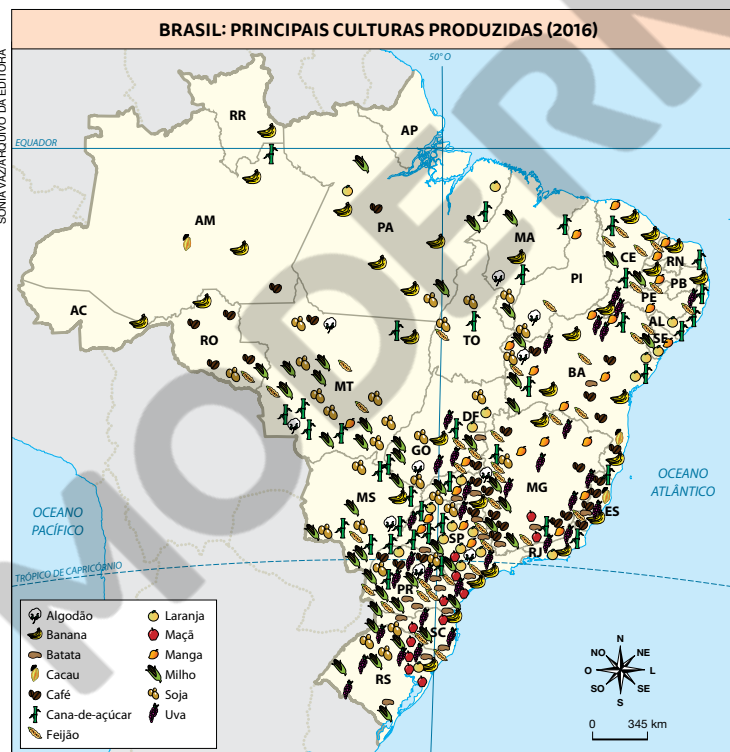 BRASIL: PRINCIPAIS CULTURAS PRODUZIDAS (2016)
SONIA VAZ/ARQUIVO DA EDITORA
50° O
EQUADOR
RR
AP
AM
PA
MA
CE
RN
PB
PE
AL
SE
PI
AC
RO
TO
BA
MT
DF
GO
MG
ES
MS
SP
RJ
PR
SC
RS
OCEANO
PACÍFICO
OCEANO
ATLÂNTICO
TRÓPICO DE CAPRICÓRNIO
Algodão
Banana
Batata
Cacau
Café
Cana-de-açúcar
Feijão
Laranja
Maçã
Manga
Milho
Soja
Uva
N
NO NE
O L
SO SE
S
0 345 km
MODERNA